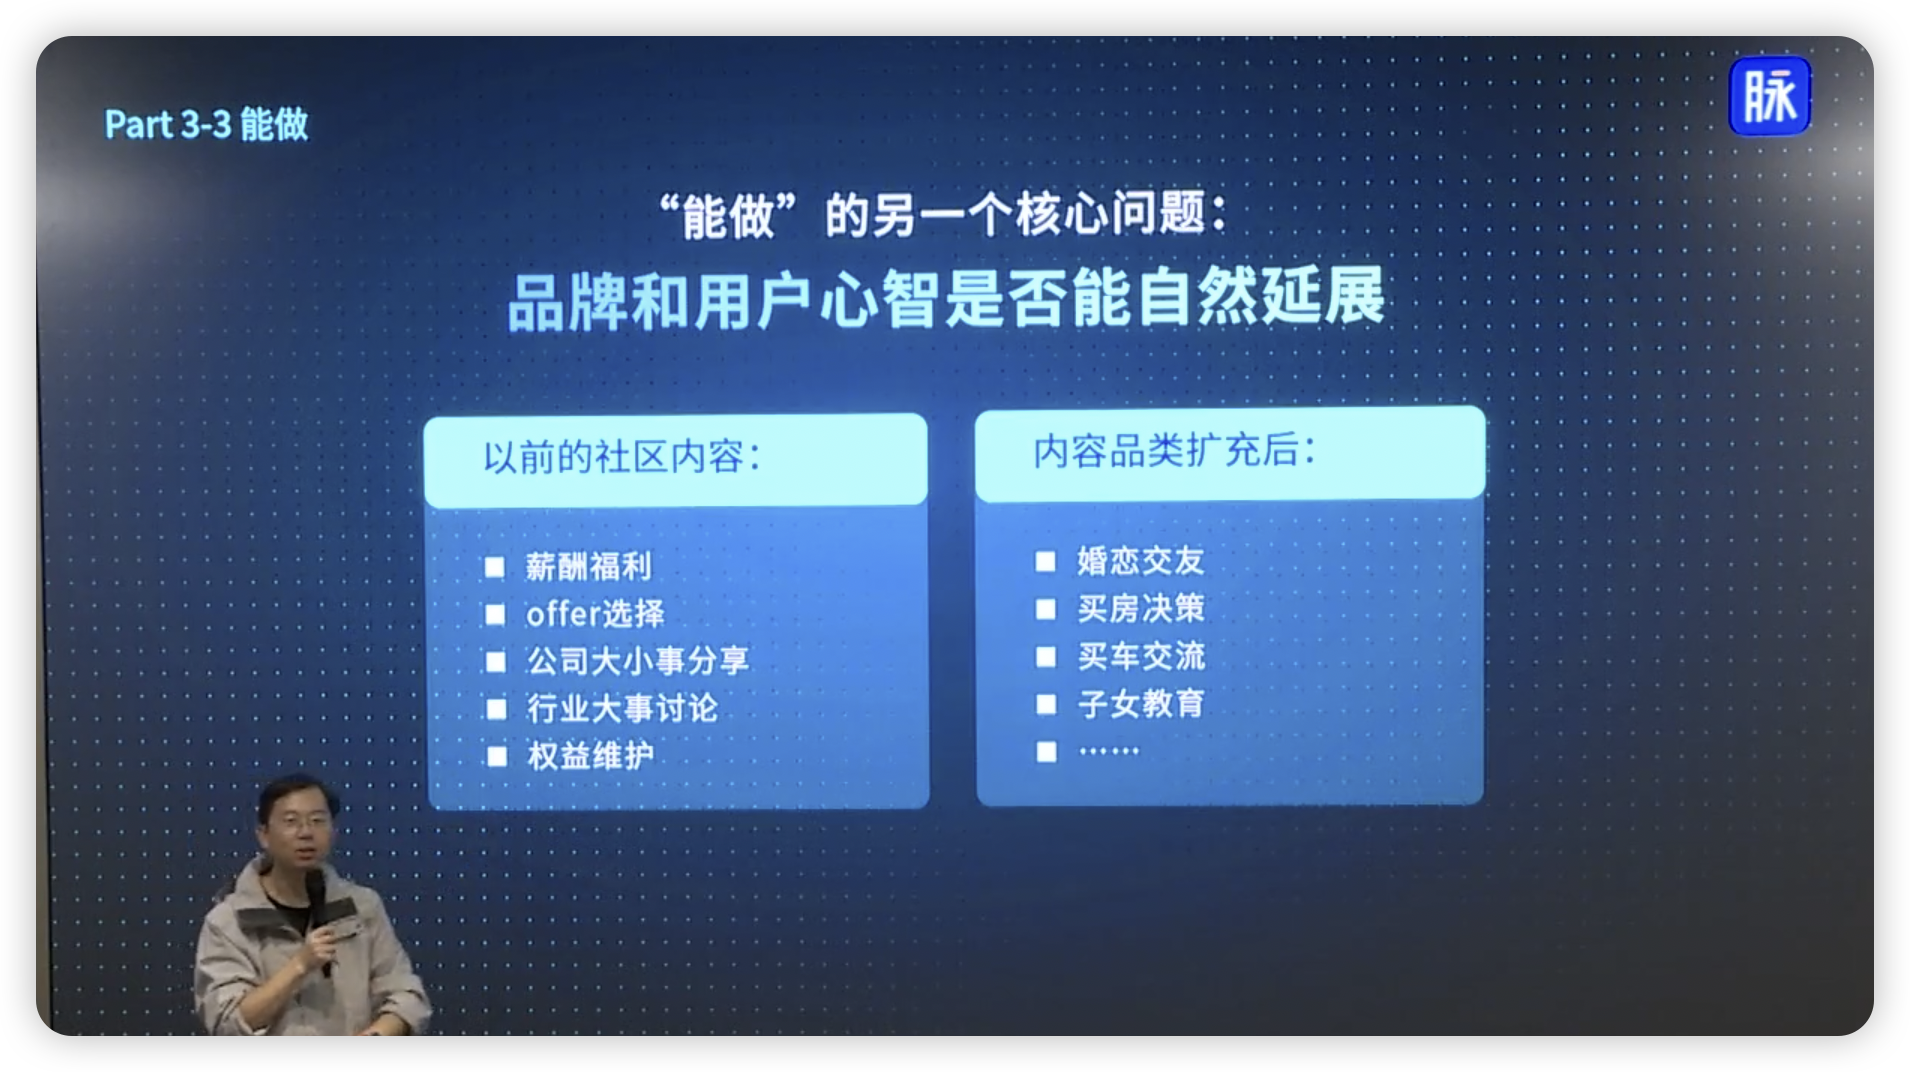 Part 3-3 能做
脉
“能做”的另一个核心问题：
品牌和用户心智是否能自然延展
以前的社区内容：
■ 薪酬福利
■ offer选择
■ 公司大小事分享
■ 行业大事讨论
■ 权益维护
内容品类扩充后：
■ 婚恋交友
■ 买房决策
■ 买车交流
■ 子女教育
■ ……